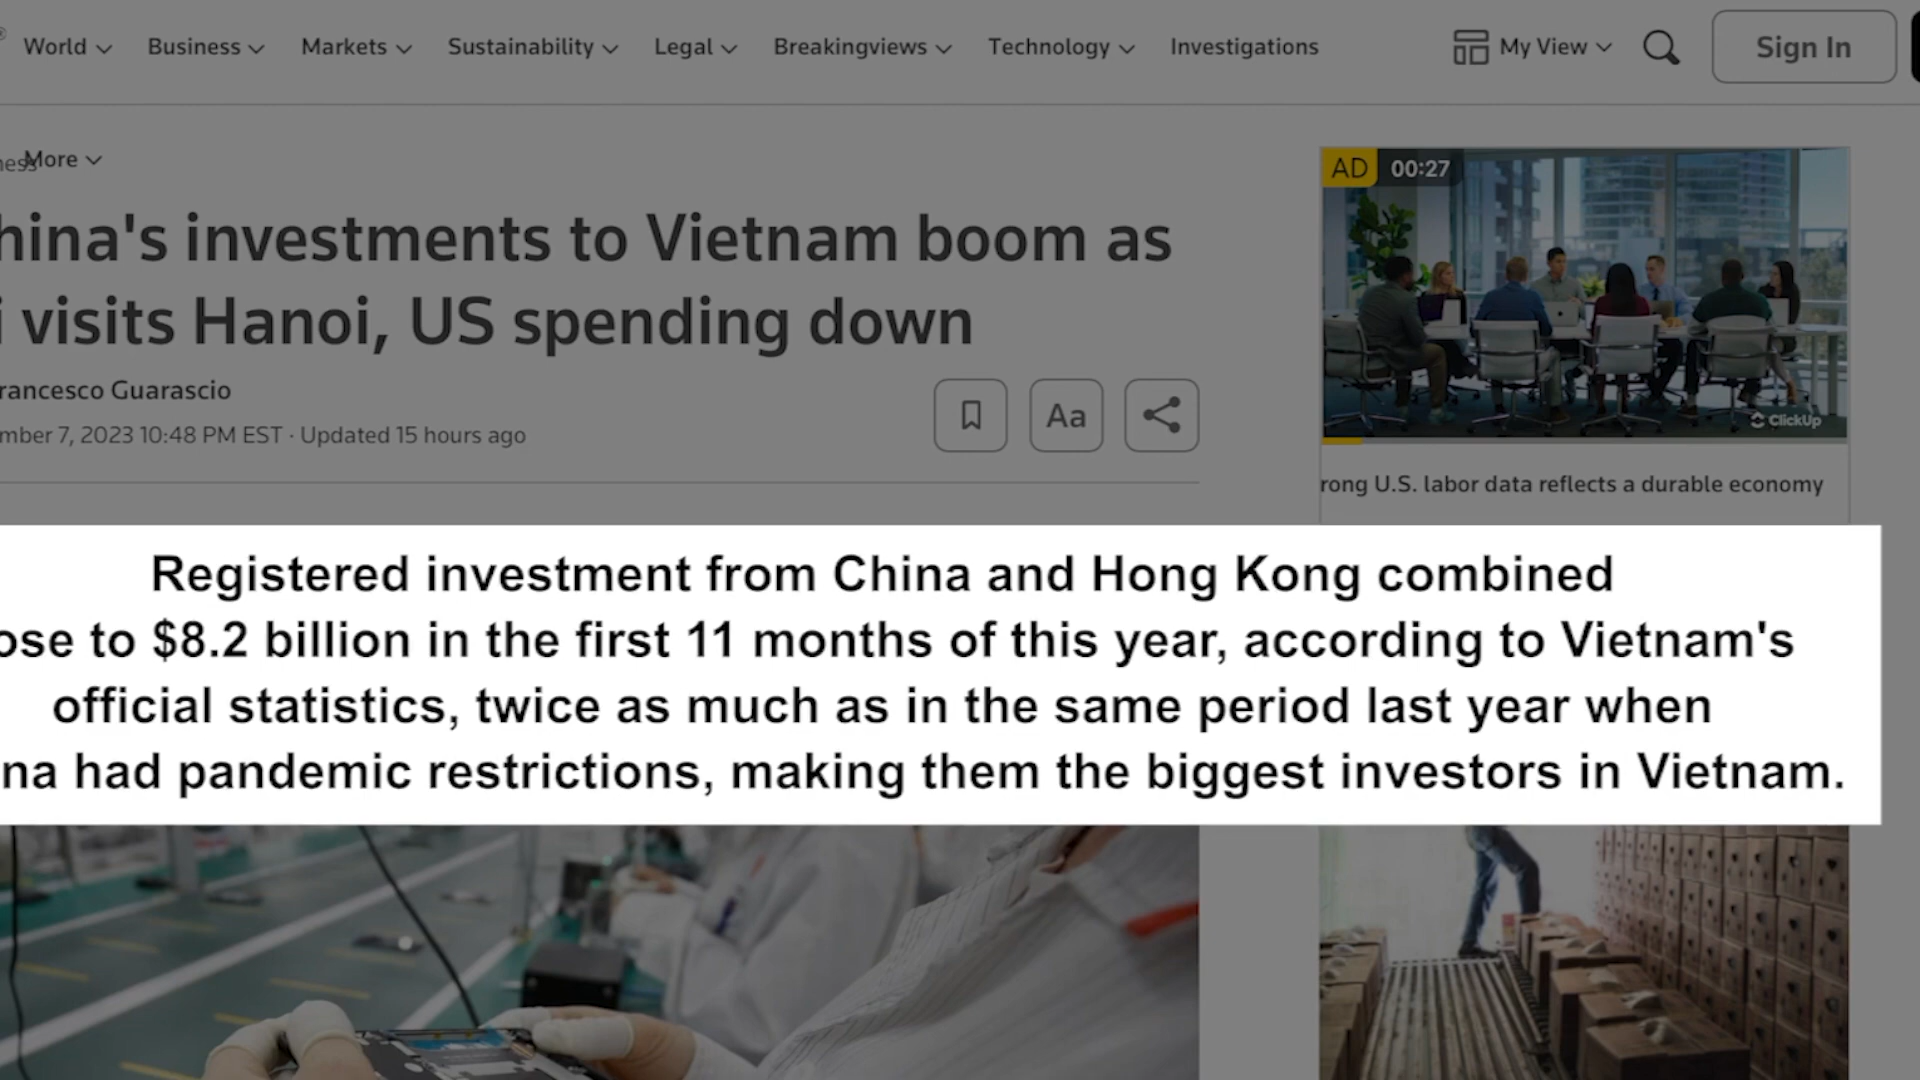 World Business Markets Sustainability Legal Breakingviews Technology Investigations My View Sign In
More
AD 00:27
hina's investments to Vietnam boom as
i visits Hanoi, US spending down
rancesco Guarascio
mber 7, 2023 10:48 PM EST · Updated 15 hours ago
Aa
ClickUp
rong U.S. labor data reflects a durable economy
Registered investment from China and Hong Kong combined
ose to $8.2 billion in the first 11 months of this year, according to Vietnam's
official statistics, twice as much as in the same period last year when
na had pandemic restrictions, making them the biggest investors in Vietnam.